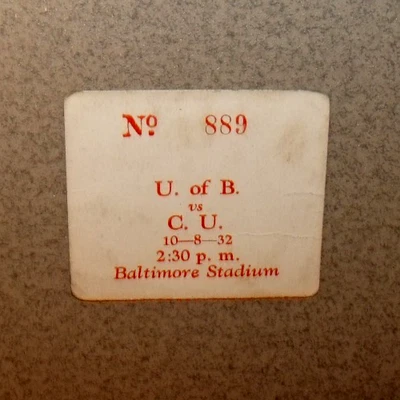 Nº 889
U. of B.
vs
C. U.
10—8—32
2:30 p. m.
Baltimore Stadium